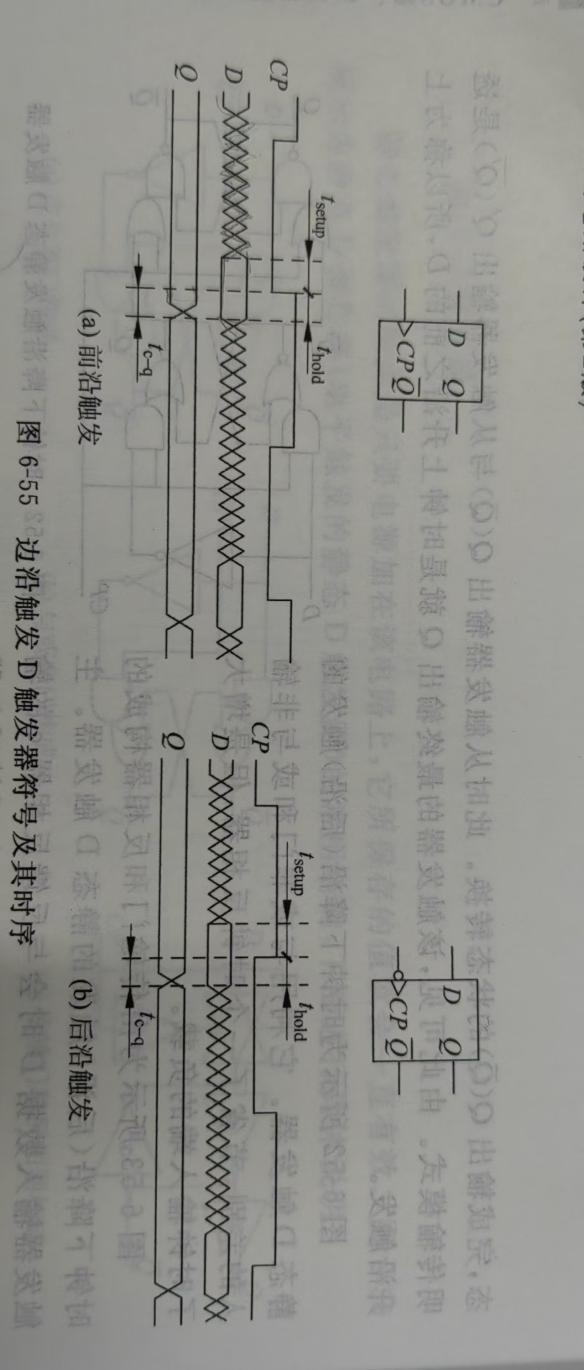 D Q
CP Q̅
D Q
CP Q̅
t_setup
t_hold
CP
D
Q
t_c-q
(a) 前沿触发
t_setup
t_hold
CP
D
Q
t_c-q
(b) 后沿触发
图 6-55 边沿触发 D 触发器符号及其时序